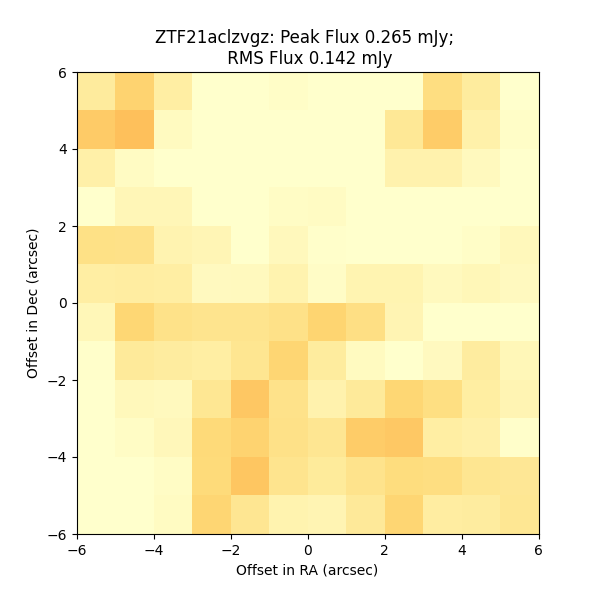 ZTF21aclzvgz: Peak Flux 0.265 mJy;
RMS Flux 0.142 mJy
6
4
2
0
−2
−4
−6
Offset in Dec (arcsec)
−6 −4 −2 0 2 4 6
Offset in RA (arcsec)